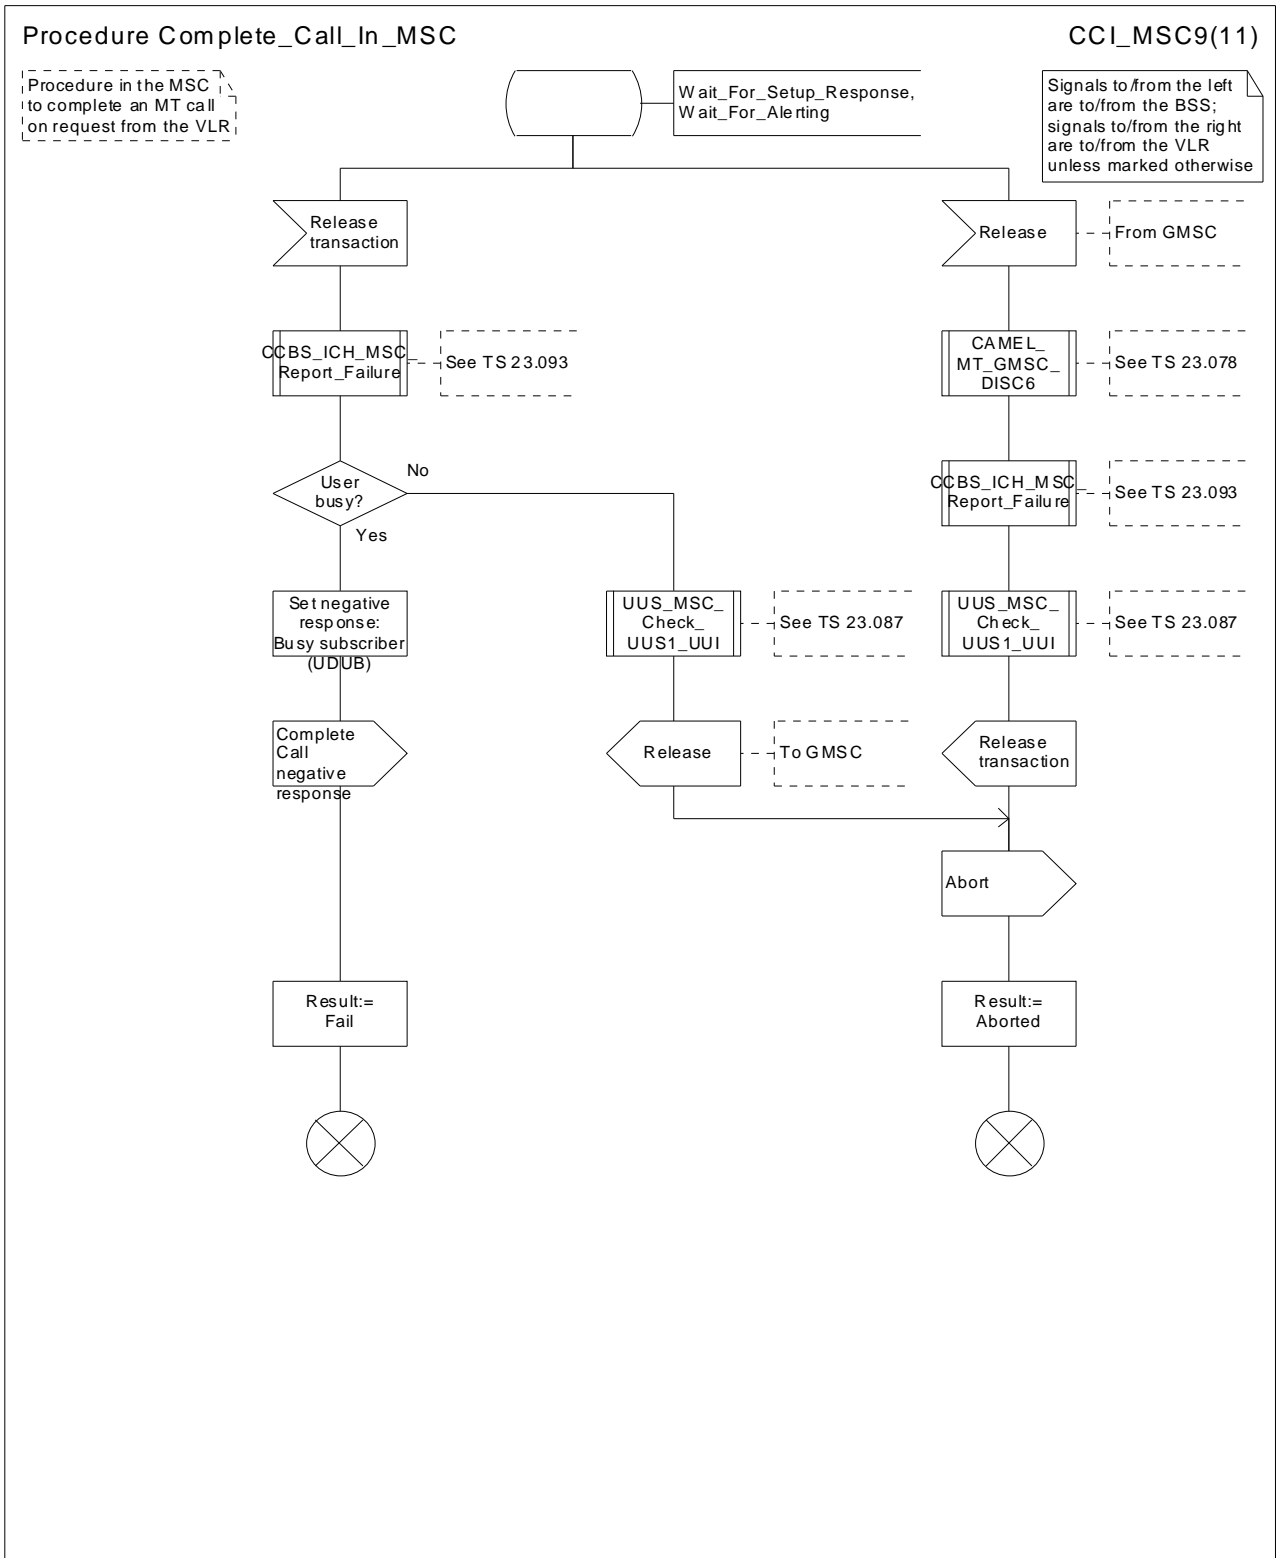 Procedure Complete_Call_In_MSC
CCI_MSC9(11)
Procedure in the MSC
to complete an MT call
on request from the VLR
Wait_For_Setup_Response,
Wait_For_Alerting
Signals to/from the left
are to/from the BSS;
signals to/from the right
are to/from the VLR
unless marked otherwise
Release
transaction
Release
From GMSC
CCBS_ICH_MSC_
Report_Failure
See TS 23.093
CAMEL_
MT_GMSC_
DISC6
See TS 23.078
User
busy?
No
Yes
CCBS_ICH_MSC_
Report_Failure
See TS 23.093
Set negative
response:
Busy subscriber
(UDUB)
UUS_MSC_
Check_
UUS1_UUI
See TS 23.087
UUS_MSC_
Check_
UUS1_UUI
See TS 23.087
Complete
Call
negative
response
Release
To GMSC
Release
transaction
Abort
Result:=
Fail
Result:=
Aborted